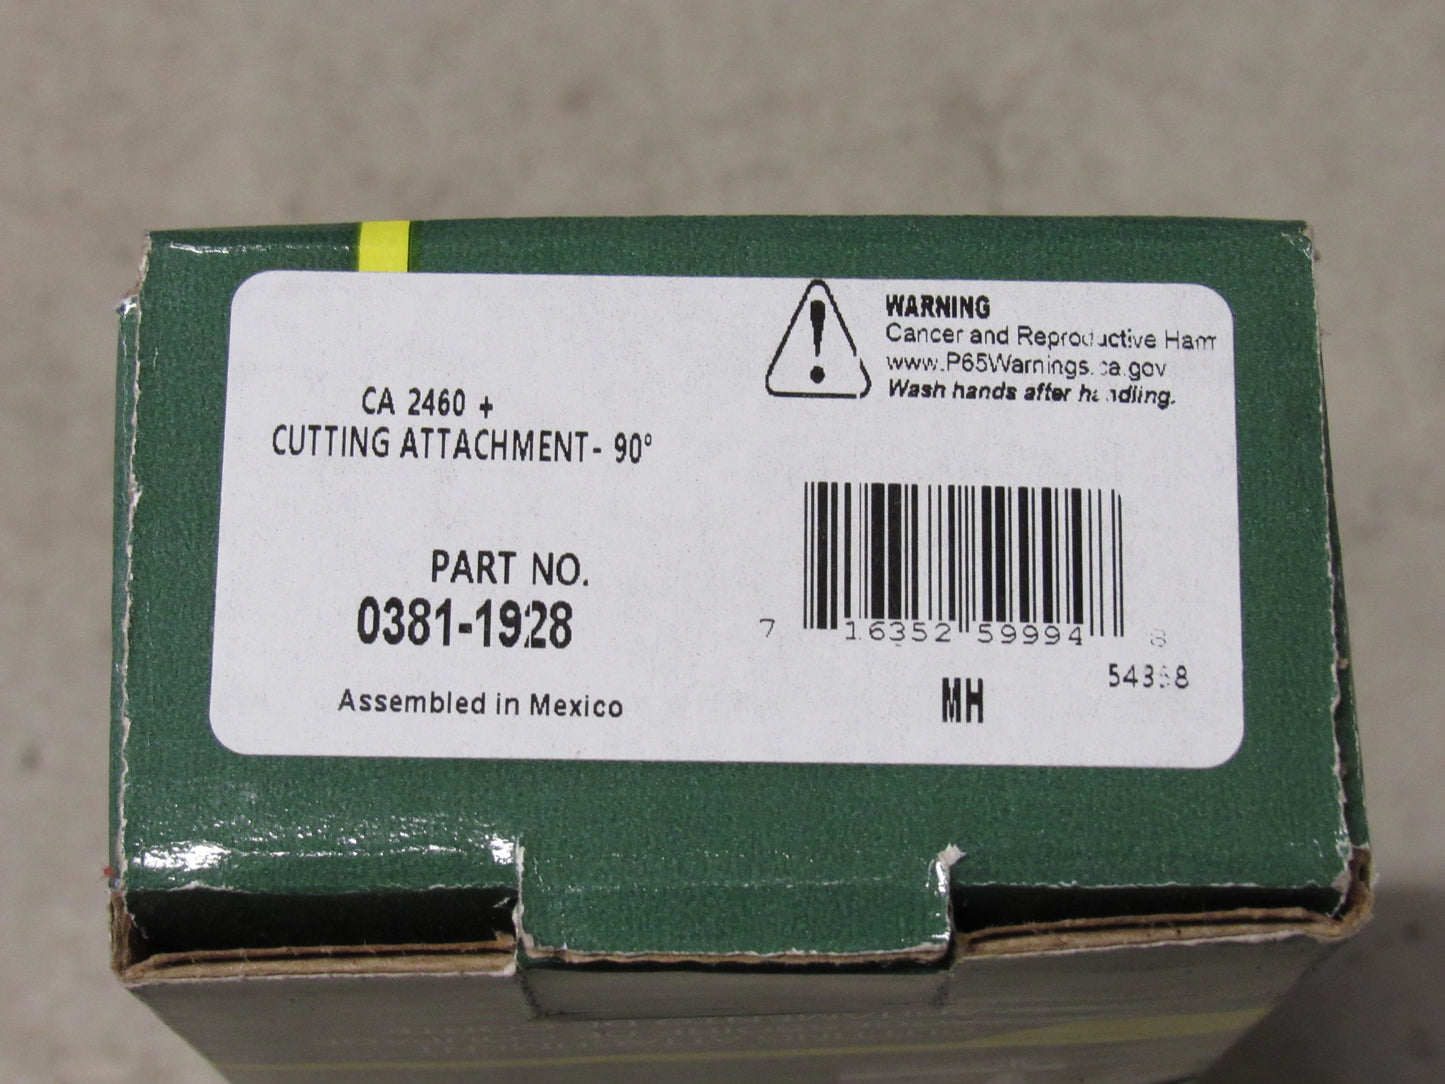 WARNING
Cancer and Reproductive Harm
www.P65Warnings.ca.gov
Wash hands after handling.
CA 2460 +
CUTTING ATTACHMENT- 90°
PART NO.
0381-1928
Assembled in Mexico
7 16352 59994 8
MH